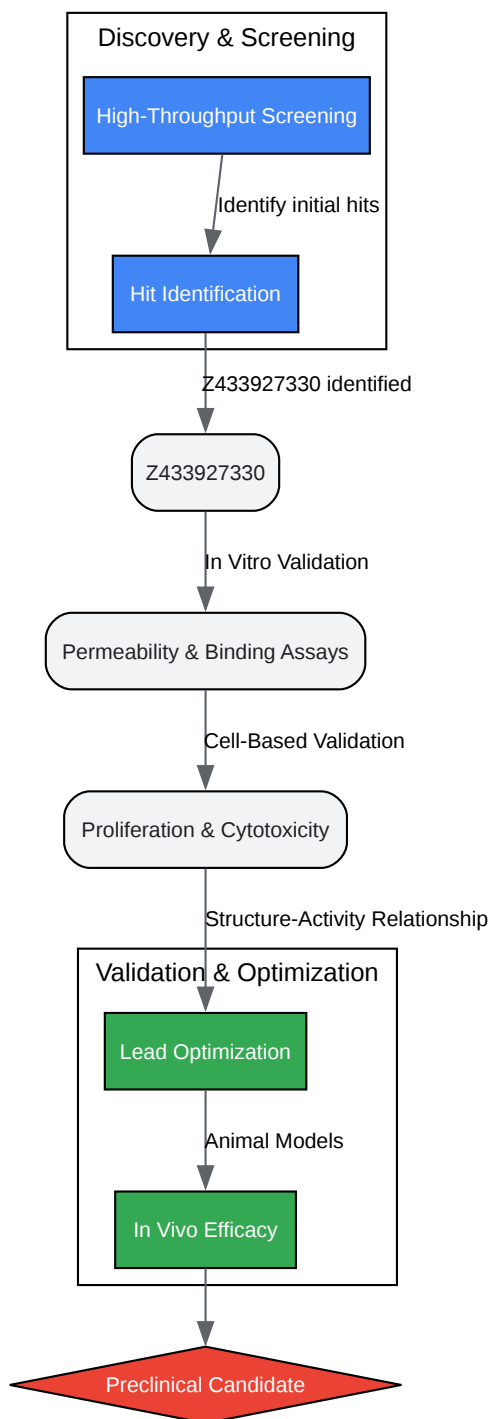 Discovery & Screening
High-Throughput Screening
Identify initial hits
Hit Identification
Z433927330 identified
Z433927330
In Vitro Validation
Permeability & Binding Assays
Cell-Based Validation
Proliferation & Cytotoxicity
Structure-Activity Relationship
Validation & Optimization
Lead Optimization
Animal Models
In Vivo Efficacy
Preclinical Candidate